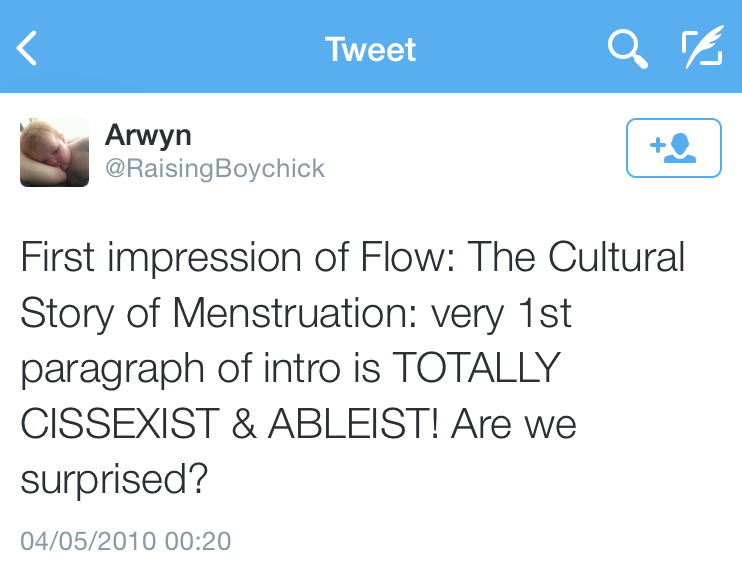 Tweet
Arwyn
@RaisingBoychick
First impression of Flow: The Cultural
Story of Menstruation: very 1st
paragraph of intro is TOTALLY
CISSEXIST & ABLEIST! Are we
surprised?
04/05/2010 00:20